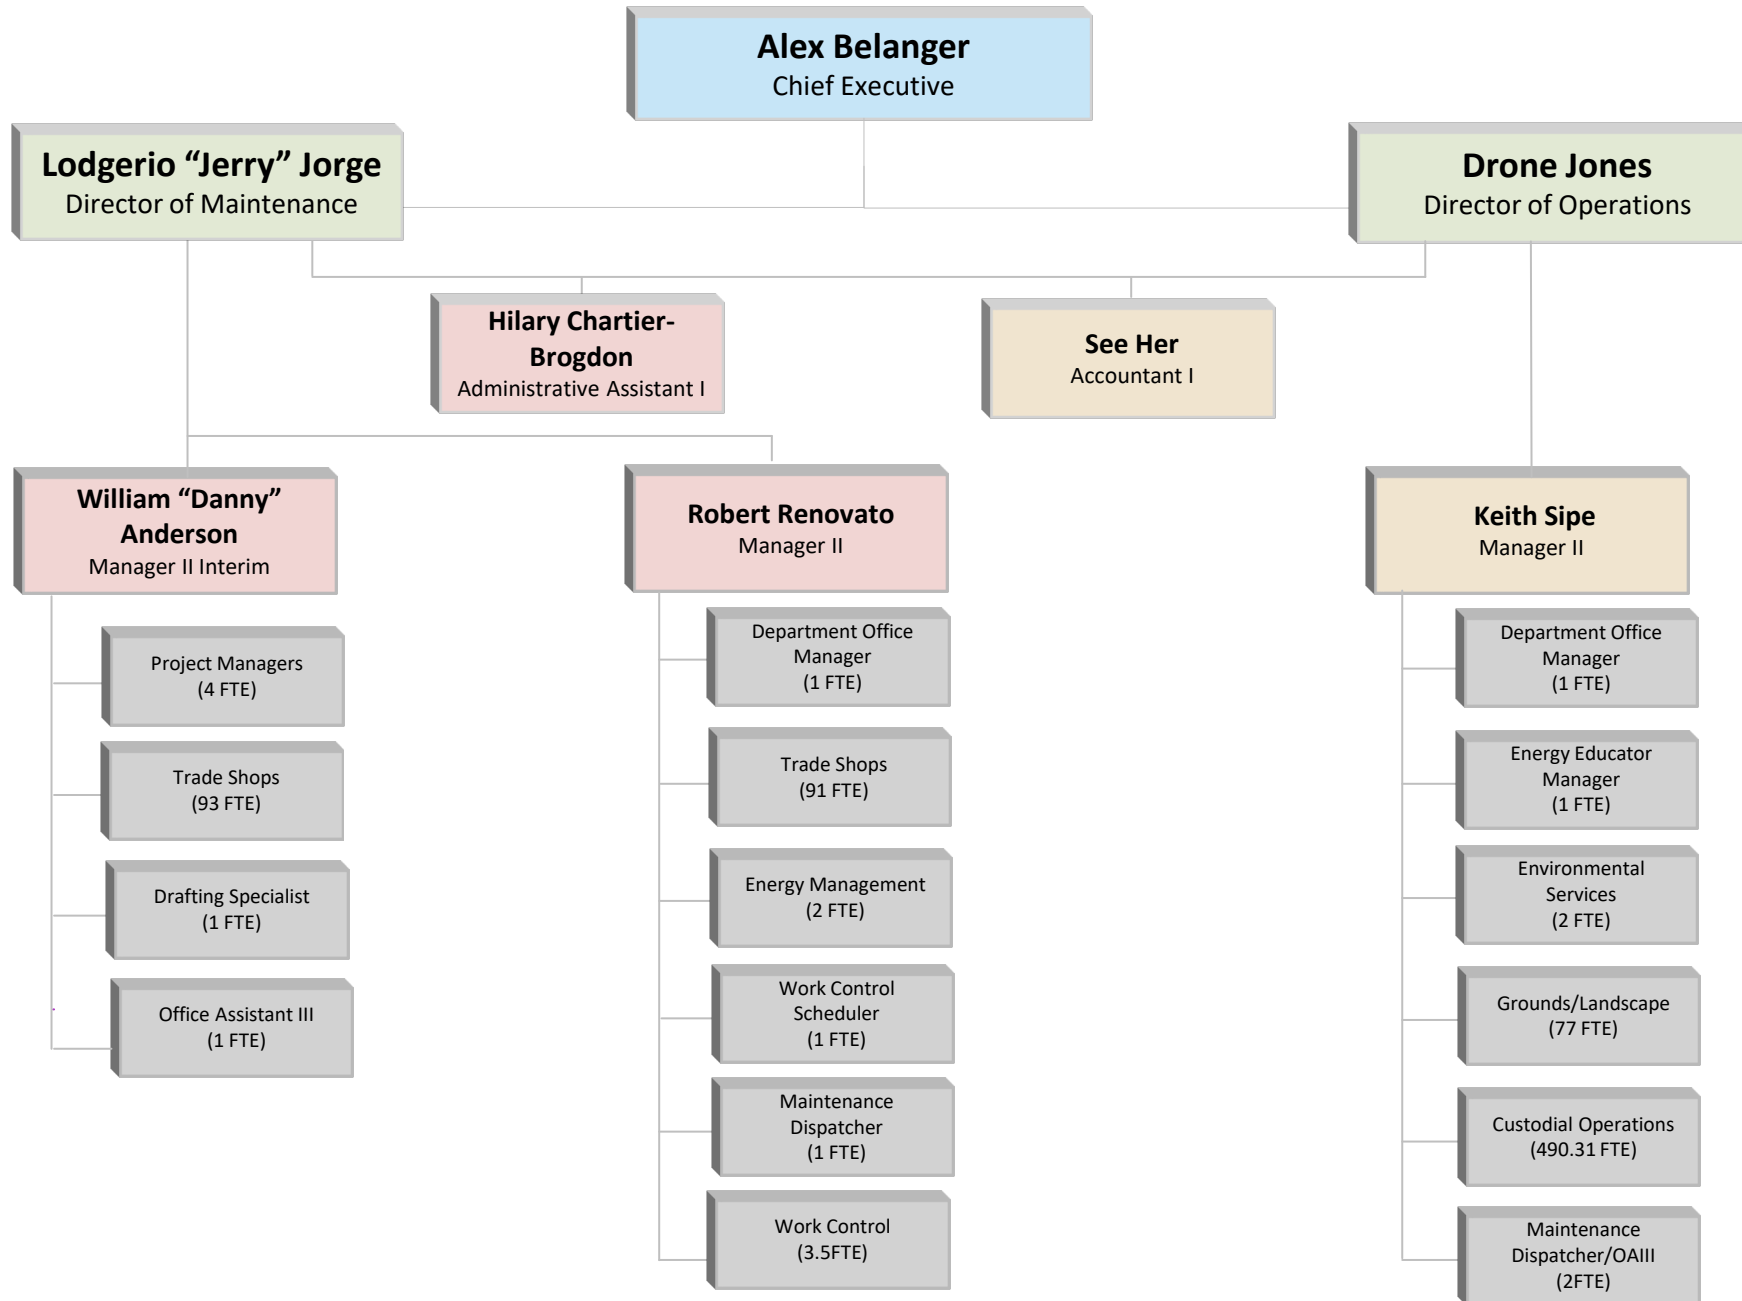 Alex Belanger
Chief Executive
Lodgerio “Jerry” Jorge
Director of Maintenance
Drone Jones
Director of Operations
Hilary Chartier-
Brogdon
Administrative Assistant I
See Her
Accountant I
William “Danny”
Anderson
Manager II Interim
Robert Renovato
Manager II
Keith Sipe
Manager II
Project Managers
(4 FTE)
Trade Shops
(93 FTE)
Drafting Specialist
(1 FTE)
Office Assistant III
(1 FTE)
Department Office
Manager
(1 FTE)
Trade Shops
(91 FTE)
Energy Management
(2 FTE)
Work Control
Scheduler
(1 FTE)
Maintenance
Dispatcher
(1 FTE)
Work Control
(3.5FTE)
Department Office
Manager
(1 FTE)
Energy Educator
Manager
(1 FTE)
Environmental
Services
(2 FTE)
Grounds/Landscape
(77 FTE)
Custodial Operations
(490.31 FTE)
Maintenance
Dispatcher/OAIII
(2FTE)